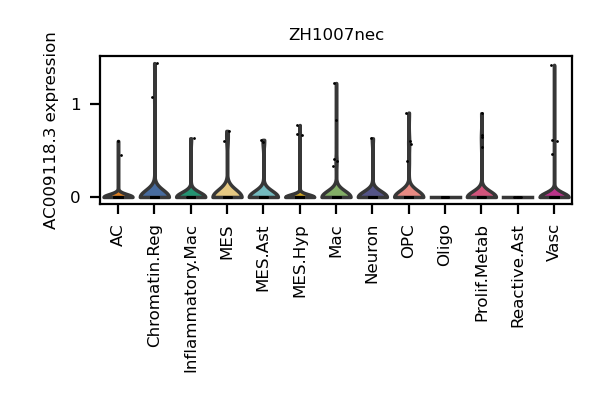 ZH1007nec
AC009118.3 expression
1
0
AC
Chromatin.Reg
Inflammatory.Mac
MES
MES.Ast
MES.Hyp
Mac
Neuron
OPC
Oligo
Prolif.Metab
Reactive.Ast
Vasc